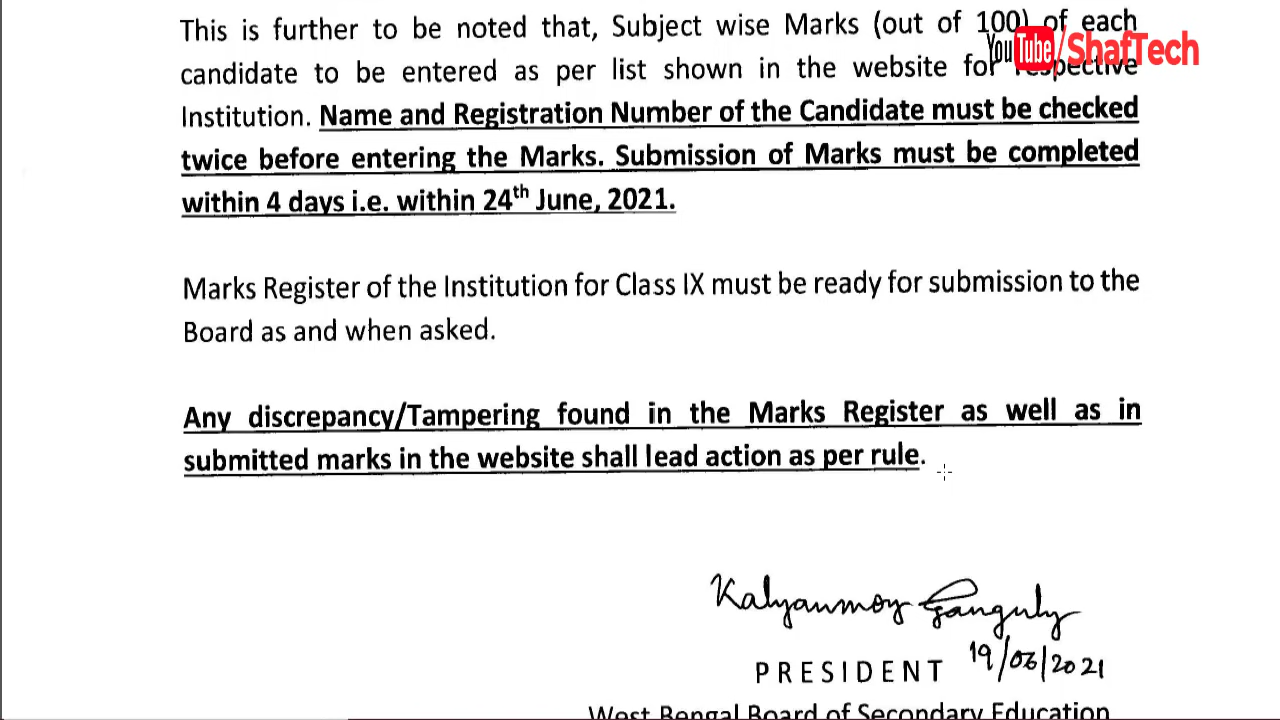 This is further to be noted that, Subject wise Marks (out of 100) of each
YouTube/ShafTech
candidate to be entered as per list shown in the website for respective
Institution. Name and Registration Number of the Candidate must be checked
twice before entering the Marks. Submission of Marks must be completed
within 4 days i.e. within 24th June, 2021.
Marks Register of the Institution for Class IX must be ready for submission to the
Board as and when asked.
Any discrepancy/Tampering found in the Marks Register as well as in
submitted marks in the website shall lead action as per rule.
Kalyanmoy Ganguly
19/06/2021
PRESIDENT
West Bengal Board of Secondary Education